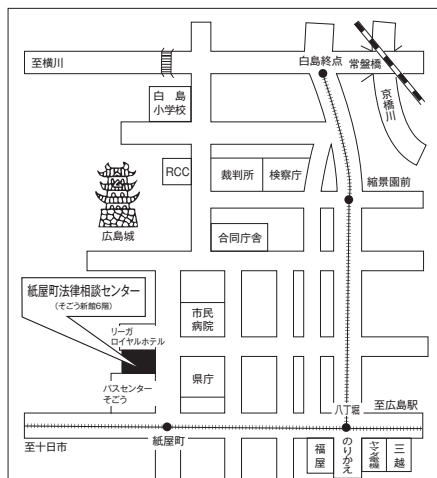 白島終点
常盤橋
至横川
京橋川
白島
小学校
RCC
裁判所
検察庁
縮景園前
広島城
合同庁舎
紙屋町法律相談センター
（そごう新館6階）
市民
病院
リーガ
ロイヤルホテル
県庁
バスセンター
そごう
八丁堀
至広島駅
紙屋町
至十日市
福屋
のりかえ
ヤマダ電機
三越